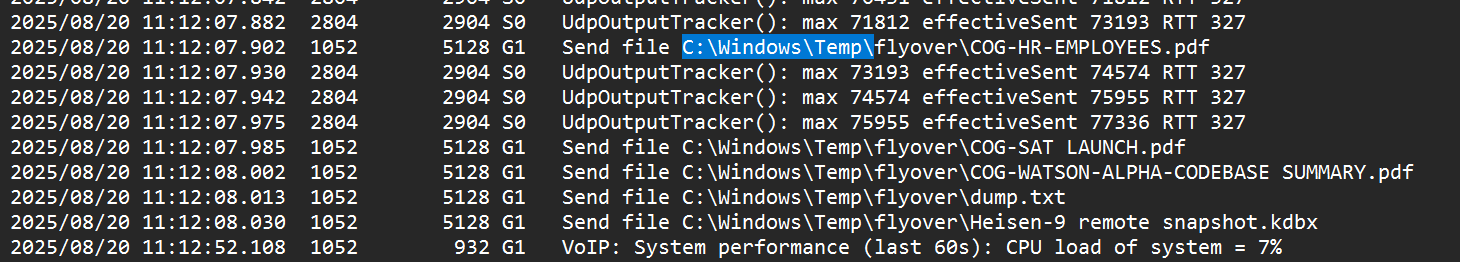 2025/08/20 11:12:07.882 2804 2904 S0 UdpOutputTracker(): max 71812 effectiveSent 73193 RTT 327
2025/08/20 11:12:07.902 1052 5128 G1 Send file C:\Windows\Temp\flyover\COG-HR-EMPLOYEES.pdf
2025/08/20 11:12:07.930 2804 2904 S0 UdpOutputTracker(): max 73193 effectiveSent 74574 RTT 327
2025/08/20 11:12:07.942 2804 2904 S0 UdpOutputTracker(): max 74574 effectiveSent 75955 RTT 327
2025/08/20 11:12:07.975 2804 2904 S0 UdpOutputTracker(): max 75955 effectiveSent 77336 RTT 327
2025/08/20 11:12:07.985 1052 5128 G1 Send file C:\Windows\Temp\flyover\COG-SAT LAUNCH.pdf
2025/08/20 11:12:08.002 1052 5128 G1 Send file C:\Windows\Temp\flyover\COG-WATSON-ALPHA-CODEBASE SUMMARY.pdf
2025/08/20 11:12:08.013 1052 5128 G1 Send file C:\Windows\Temp\flyover\dump.txt
2025/08/20 11:12:08.030 1052 5128 G1 Send file C:\Windows\Temp\flyover\Heisen-9 remote snapshot.kdbx
2025/08/20 11:12:52.108 1052 932 G1 VoIP: System performance (last 60s): CPU load of system = 7%